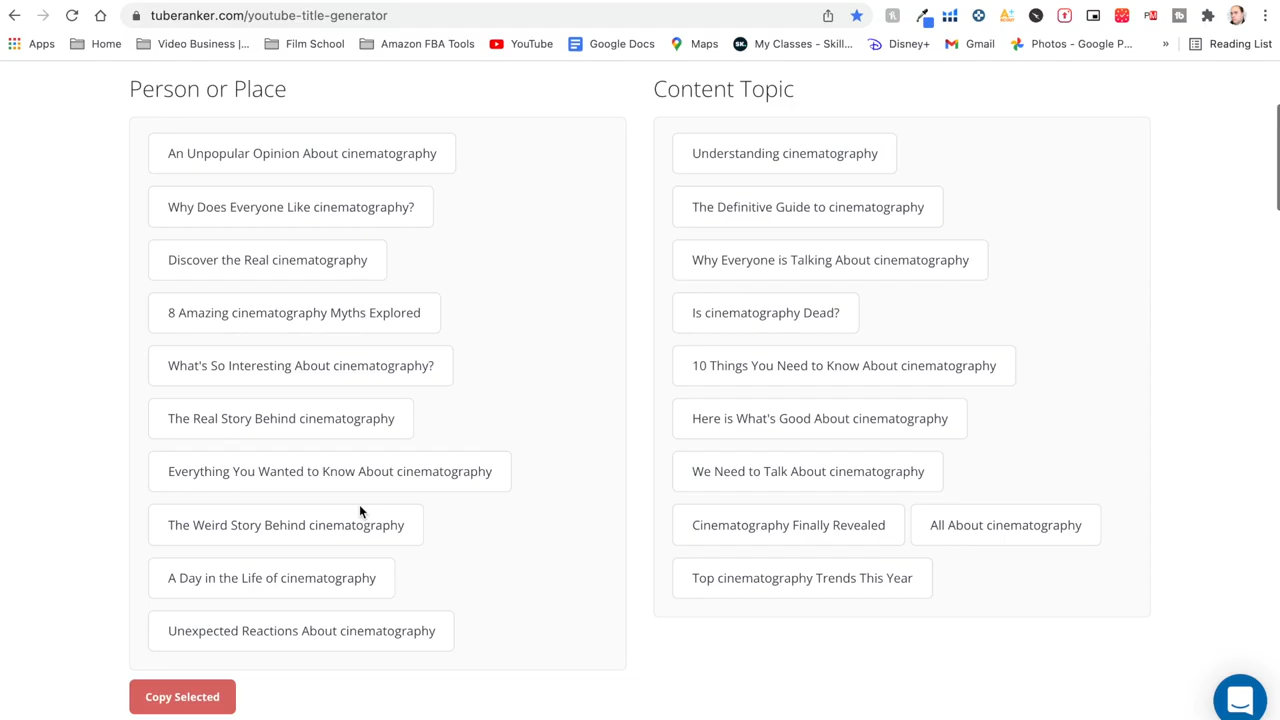 tuberanker.com/youtube-title-generator
Apps Home Video Business |... Film School Amazon FBA Tools YouTube Google Docs Maps My Classes - Skill... Disney+ Gmail Photos - Google P... » Reading List
Person or Place
An Unpopular Opinion About cinematography
Why Does Everyone Like cinematography?
Discover the Real cinematography
8 Amazing cinematography Myths Explored
What's So Interesting About cinematography?
The Real Story Behind cinematography
Everything You Wanted to Know About cinematography
The Weird Story Behind cinematography
A Day in the Life of cinematography
Unexpected Reactions About cinematography
Copy Selected
Content Topic
Understanding cinematography
The Definitive Guide to cinematography
Why Everyone is Talking About cinematography
Is cinematography Dead?
10 Things You Need to Know About cinematography
Here is What's Good About cinematography
We Need to Talk About cinematography
Cinematography Finally Revealed All About cinematography
Top cinematography Trends This Year